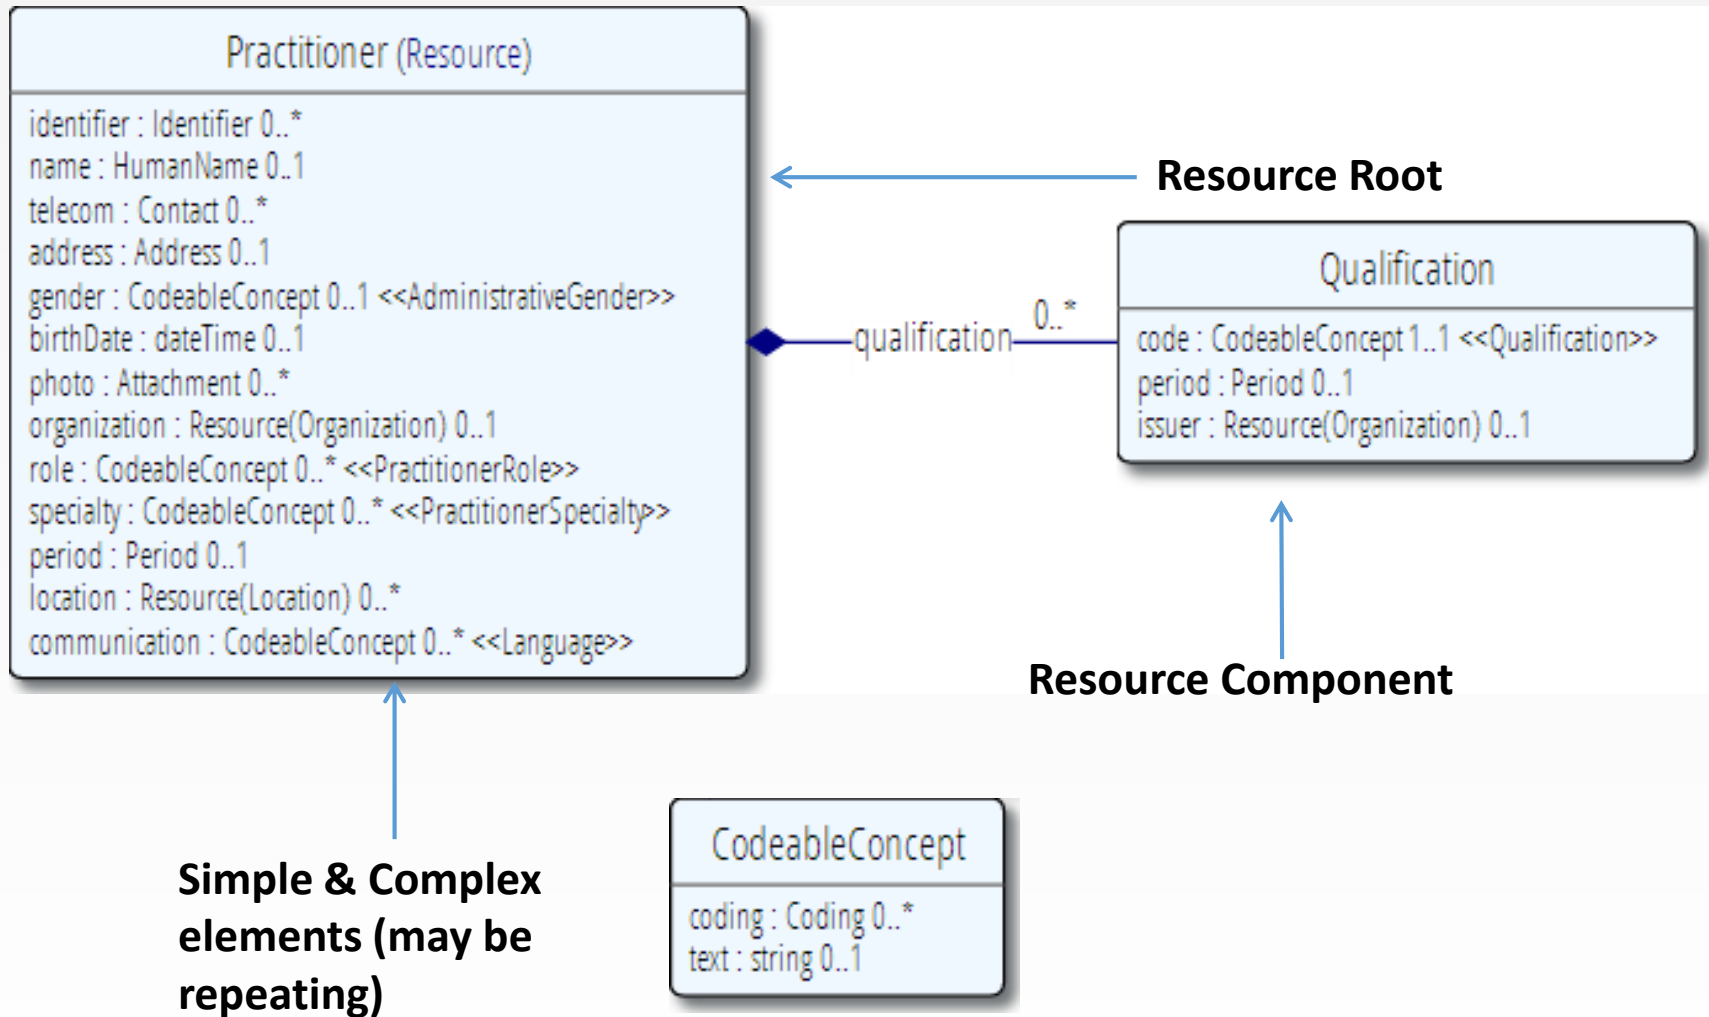 Practitioner (Resource)
identifier : Identifier 0..*
name : HumanName 0..1
telecom : Contact 0..*
address : Address 0..1
gender : CodeableConcept 0..1 <<AdministrativeGender>>
birthDate : dateTime 0..1
photo : Attachment 0..*
organization : Resource(Organization) 0..1
role : CodeableConcept 0..* <<PractitionerRole>>
specialty : CodeableConcept 0..* <<PractitionerSpecialty>>
period : Period 0..1
location : Resource(Location) 0..*
communication : CodeableConcept 0..* <<Language>>
Resource Root
qualification
0..*
Qualification
code : CodeableConcept 1..1 <<Qualification>>
period : Period 0..1
issuer : Resource(Organization) 0..1
Resource Component
Simple & Complex
elements (may be
repeating)
CodeableConcept
coding : Coding 0..*
text : string 0..1